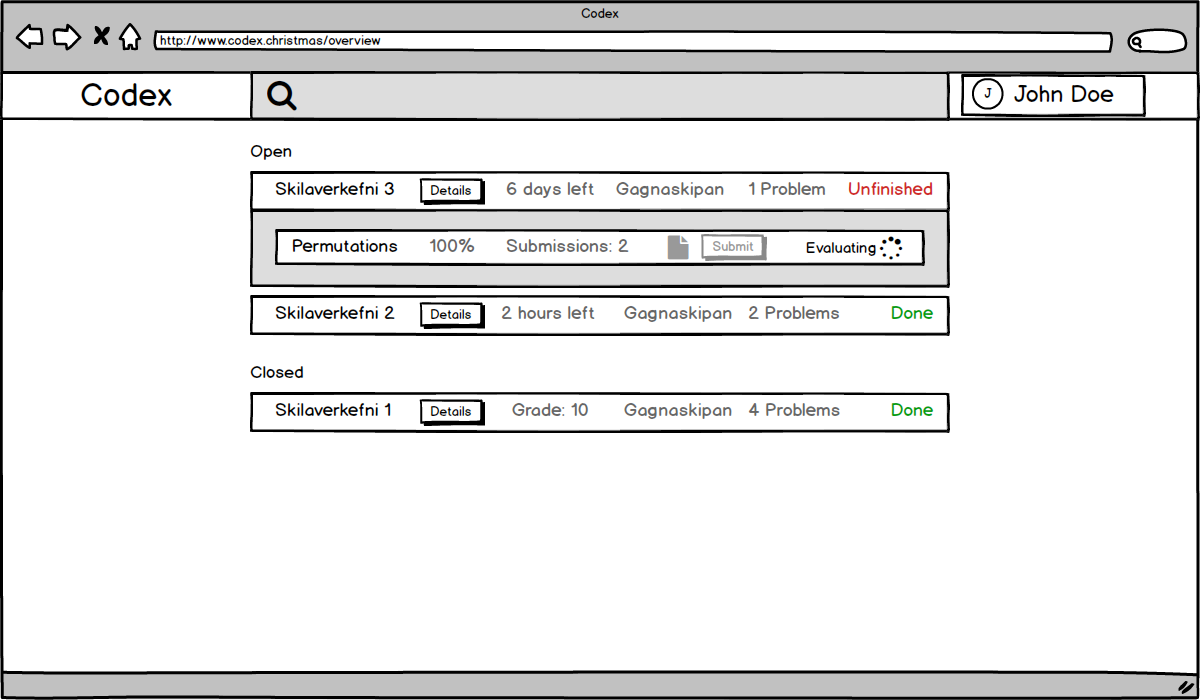 Codex
http://www.codex.christmas/overview
Codex
J John Doe
Open
Skilaverkefni 3 Details 6 days left Gagnaskipan 1 Problem Unfinished
Permutations 100% Submissions: 2 Submit Evaluating
Skilaverkefni 2 Details 2 hours left Gagnaskipan 2 Problems Done
Closed
Skilaverkefni 1 Details Grade: 10 Gagnaskipan 4 Problems Done